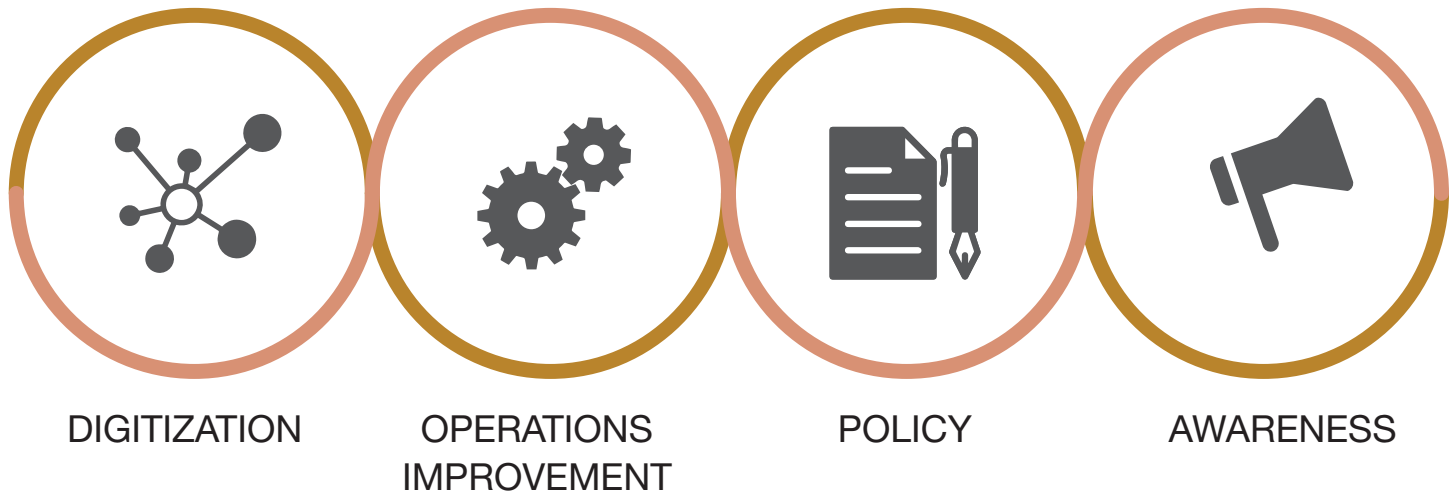 DIGITIZATION
OPERATIONS
IMPROVEMENT
POLICY
AWARENESS